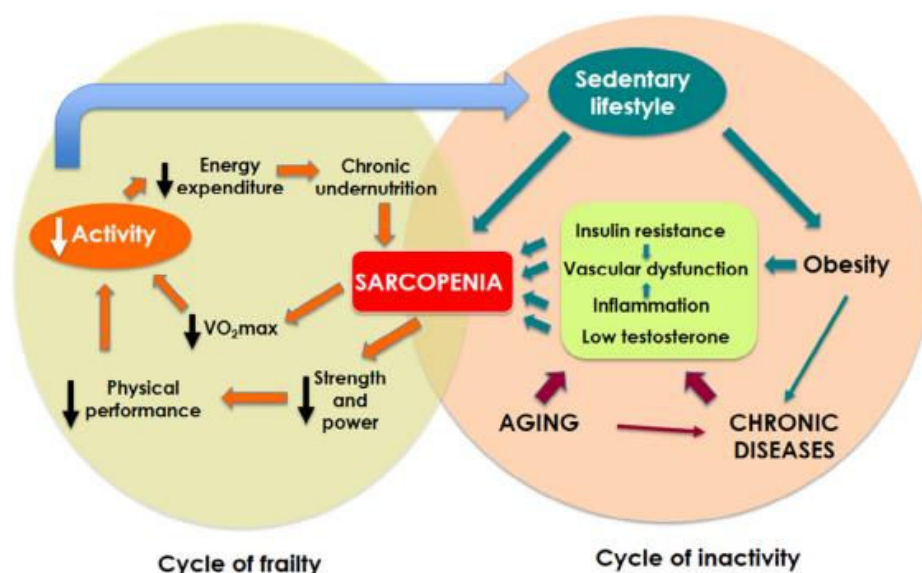 Sedentary
lifestyle
Energy
expenditure
Chronic
undernutrition
Activity
SARCOPENIA
VO₂max
Strength
and
power
Physical
performance
Insulin resistance
Vascular dysfunction
Inflammation
Low testosterone
Obesity
AGING
CHRONIC
DISEASES
Cycle of frailty
Cycle of inactivity